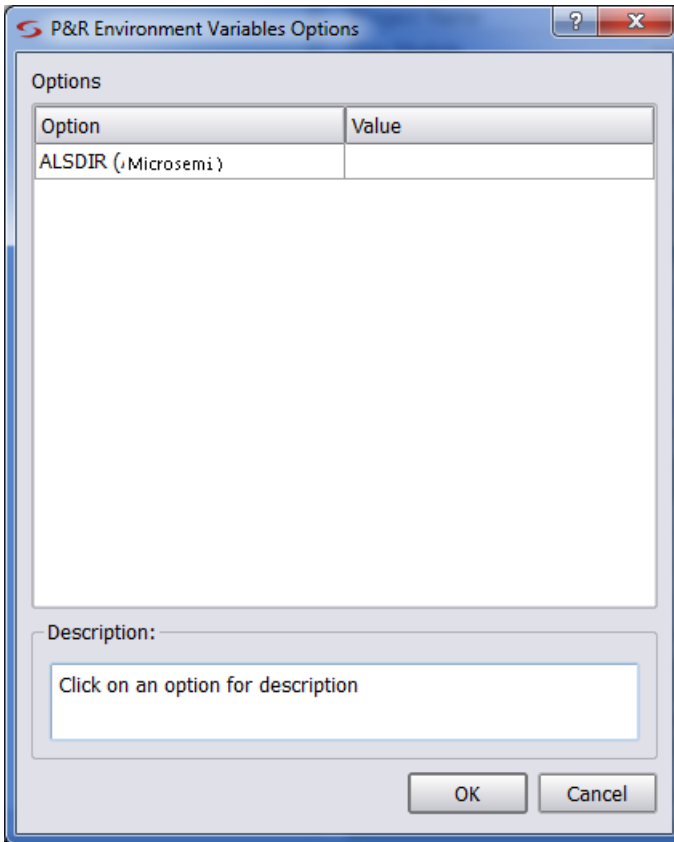 P&R Environment Variables Options
Options
Option Value
ALSDIR (Microsemi)
Description:
Click on an option for description
OK Cancel